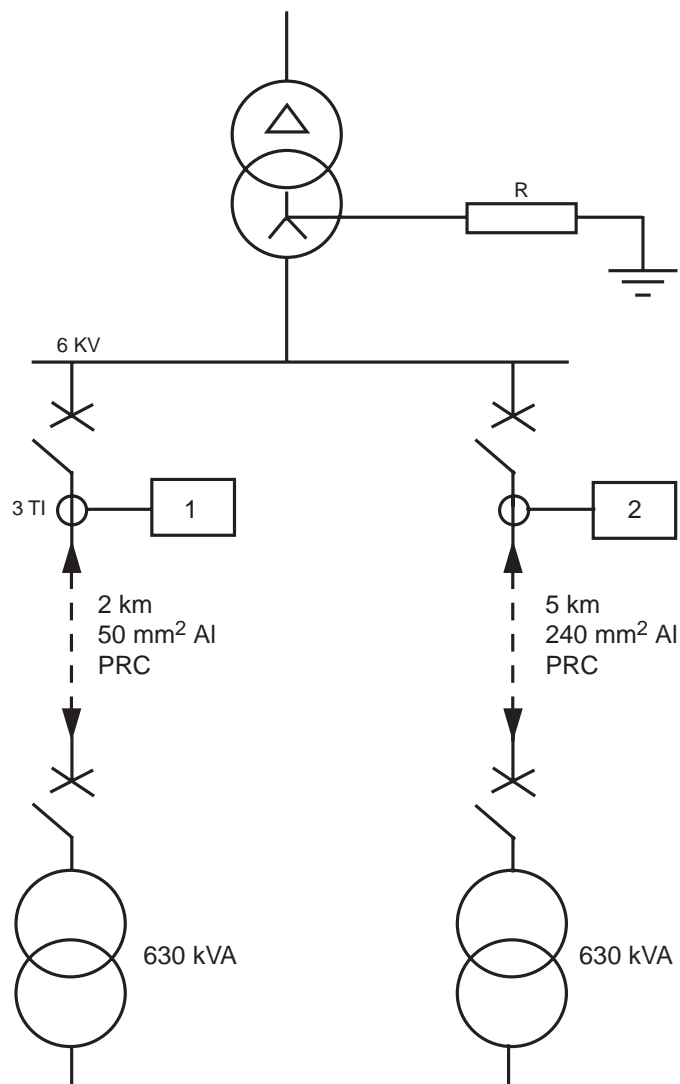 R
6 KV
3 TI
1
2
2 km
50 mm² Al
PRC
5 km
240 mm² Al
PRC
630 kVA
630 kVA